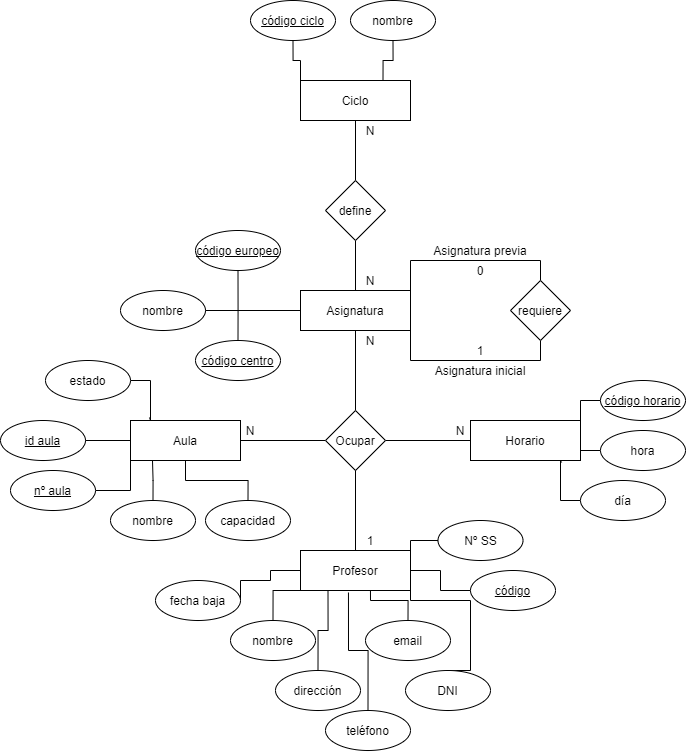 código ciclo
nombre
Ciclo
N
define
código europeo
N
Asignatura previa
0
nombre
Asignatura
requiere
N
1
código centro
Asignatura inicial
estado
código horario
N
N
id aula
Aula
Ocupar
Horario
hora
nº aula
día
nombre
capacidad
1
Nº SS
Profesor
código
fecha baja
nombre
email
dirección
DNI
teléfono